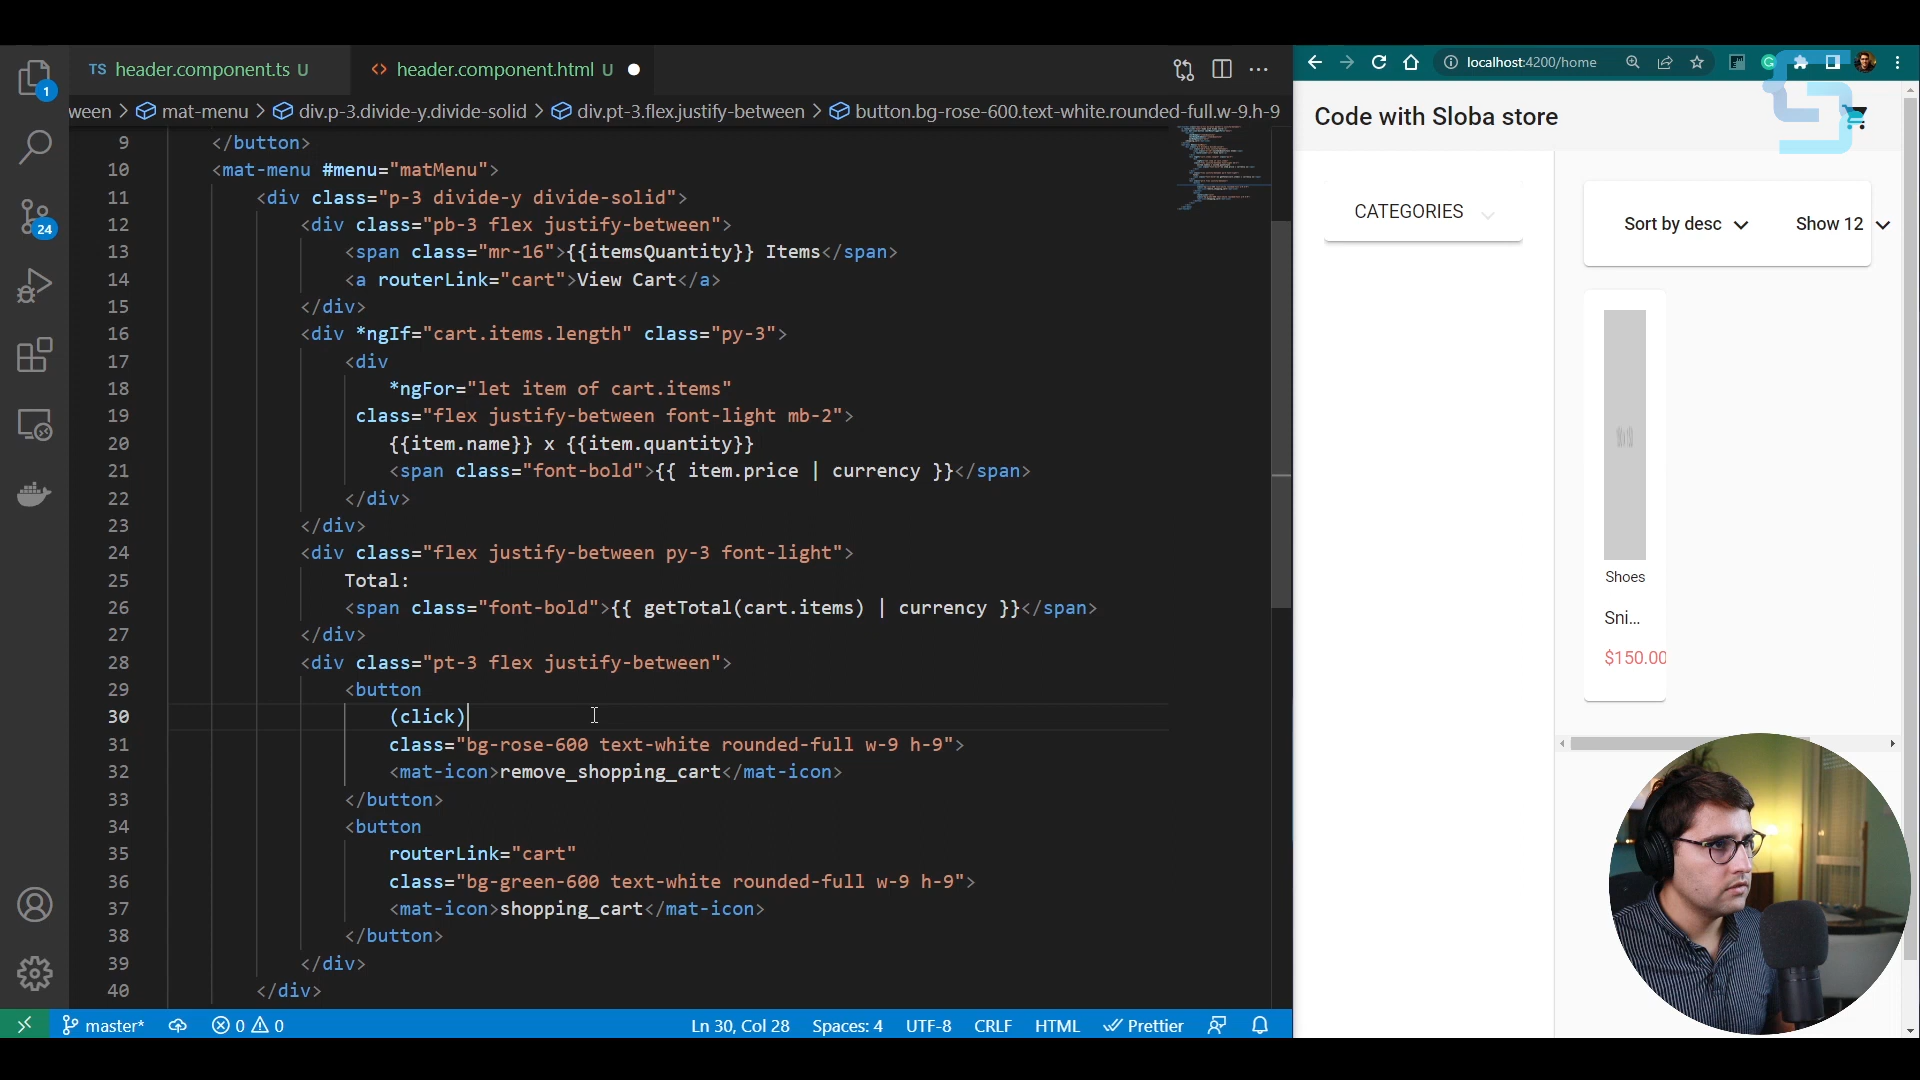 TS header.component.ts U
<> header.component.html U
ween > mat-menu > div.p-3.divide-y.divide-solid > div.pt-3.flex.justify-between > button.bg-rose-600.text-white.rounded-full.w-9.h-9
9 </button>
10 <mat-menu #menu="matMenu">
11 <div class="p-3 divide-y divide-solid">
12 <div class="pb-3 flex justify-between">
13 <span class="mr-16">{{itemsQuantity}} Items</span>
14 <a routerLink="cart">View Cart</a>
15 </div>
16 <div *ngIf="cart.items.length" class="py-3">
17 <div
18 *ngFor="let item of cart.items"
19 class="flex justify-between font-light mb-2">
20 {{item.name}} x {{item.quantity}}
21 <span class="font-bold">{{ item.price | currency }}</span>
22 </div>
23 </div>
24 <div class="flex justify-between py-3 font-light">
25 Total:
26 <span class="font-bold">{{ getTotal(cart.items) | currency }}</span>
27 </div>
28 <div class="pt-3 flex justify-between">
29 <button
30 (click)
31 class="bg-rose-600 text-white rounded-full w-9 h-9">
32 <mat-icon>remove_shopping_cart</mat-icon>
33 </button>
34 <button
35 routerLink="cart"
36 class="bg-green-600 text-white rounded-full w-9 h-9">
37 <mat-icon>shopping_cart</mat-icon>
38 </button>
39 </div>
40 </div>
1
24
master*
0 0
Ln 30, Col 28
Spaces: 4
UTF-8
CRLF
HTML
Prettier
localhost:4200/home
Code with Sloba store
CATEGORIES
Sort by desc
Show 12
Shoes
Sni...
$150.00